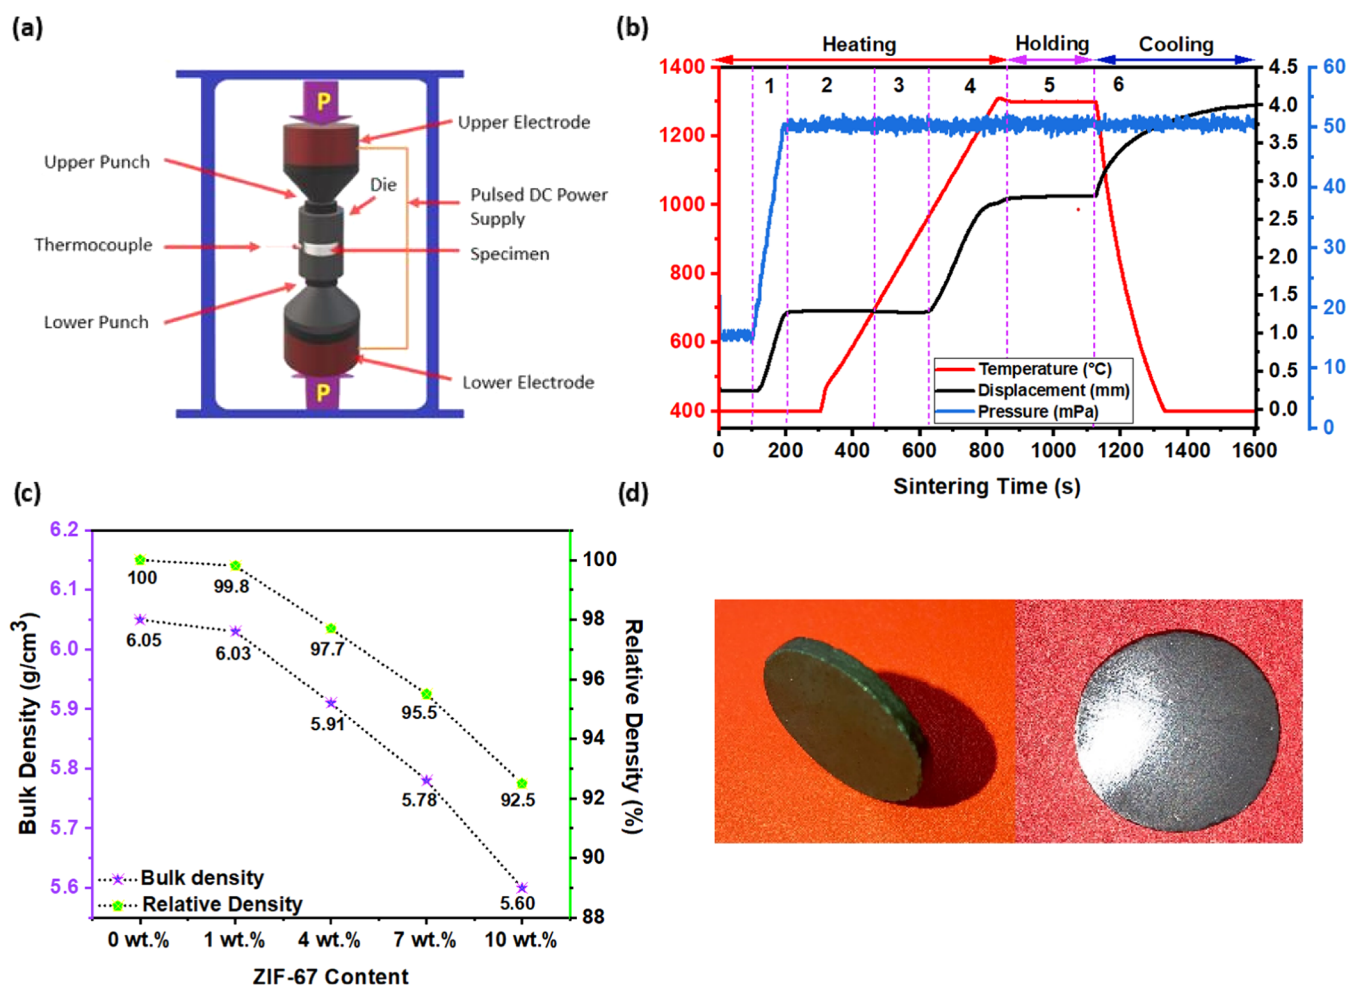 (a)
P
Upper Electrode
Upper Punch
Die
Pulsed DC Power
Supply
Thermocouple
Specimen
Lower Punch
Lower Electrode
P
(b)
Heating
Holding
Cooling
1400
1200
1000
800
600
400
1
2
3
4
5
6
4.5
4.0
3.5
3.0
2.5
2.0
1.5
1.0
0.5
0.0
60
50
40
30
20
10
0
Temperature (°C)
Displacement (mm)
Pressure (mPa)
0 200 400 600 800 1000 1200 1400 1600
Sintering Time (s)
(c)
Bulk Density (g/cm³)
6.2
6.1
6.0
5.9
5.8
5.7
5.6
100
99.8
97.7
95.5
92.5
6.05
6.03
5.91
5.78
5.60
Bulk density
Relative Density
100
98
96
94
92
90
88
Relative Density (%)
0 wt.% 1 wt.% 4 wt.% 7 wt.% 10 wt.%
ZIF-67 Content
(d)